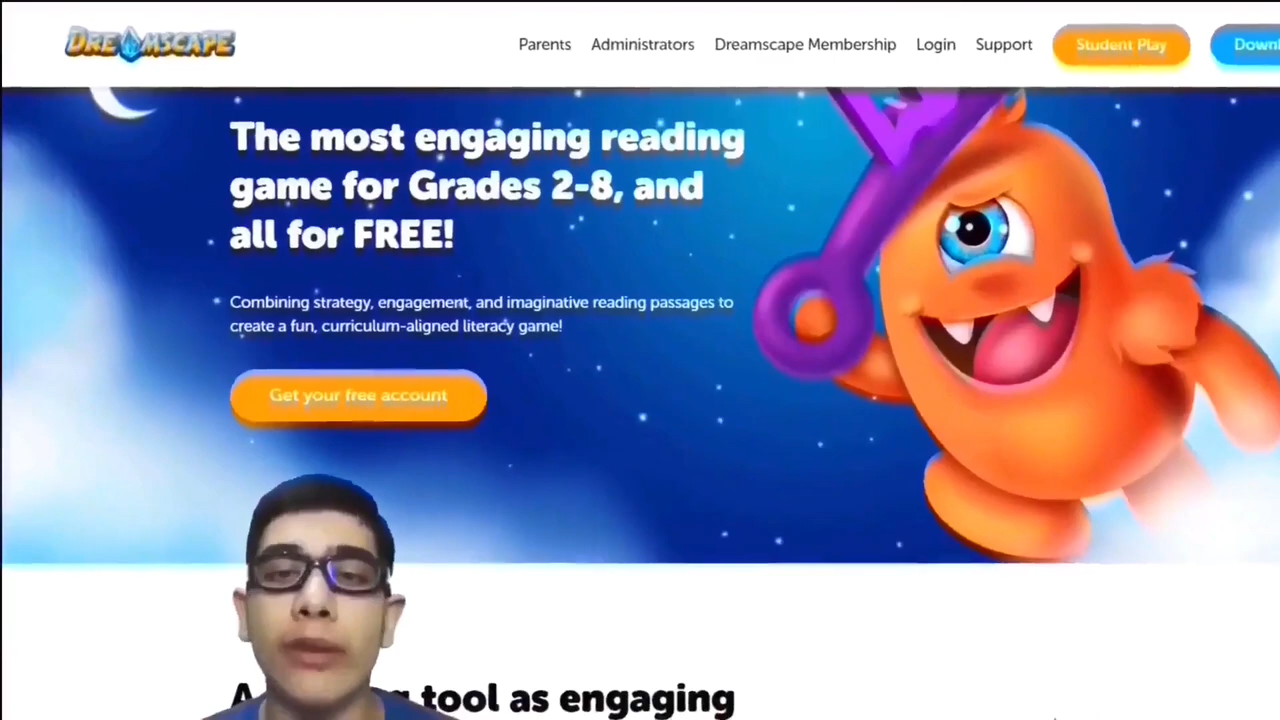 DREAMSCAPE
Parents Administrators Dreamscape Membership Login Support Student Play
The most engaging reading
game for Grades 2-8, and
all for FREE!
Combining strategy, engagement, and imaginative reading passages to
create a fun, curriculum-aligned literacy game!
Get your free account
tool as engaging